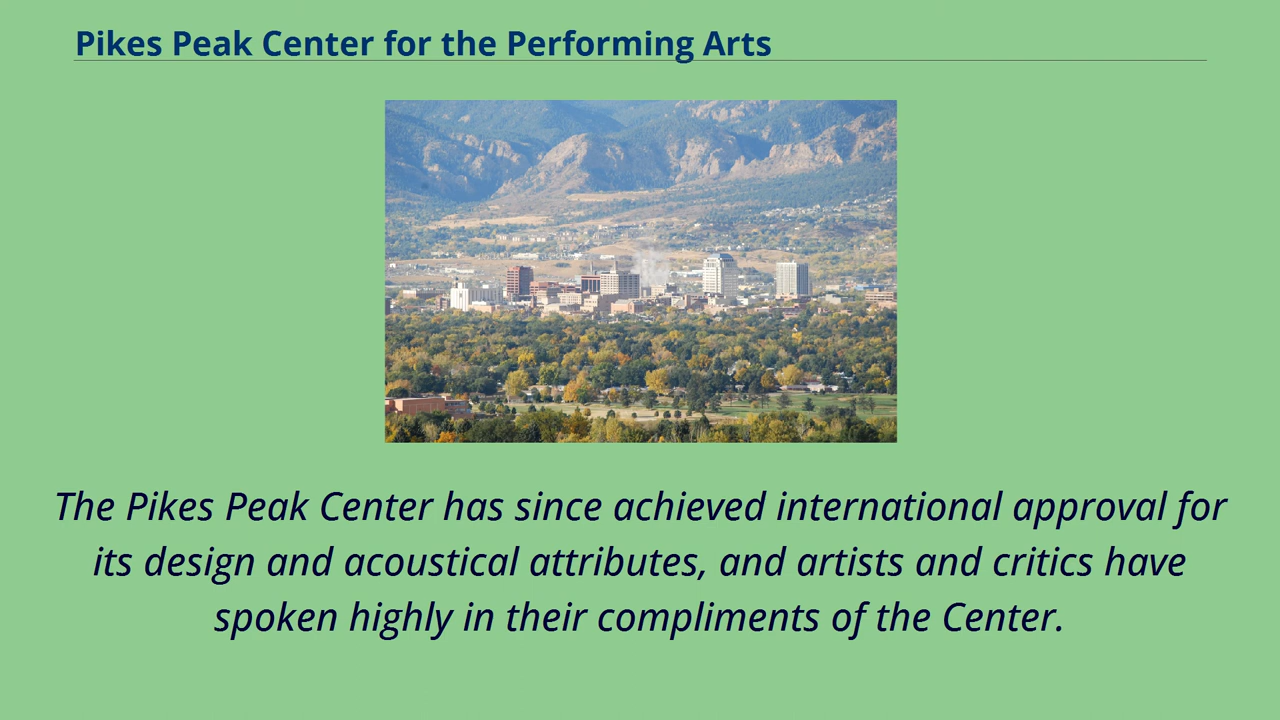 Pikes Peak Center for the Performing Arts
The Pikes Peak Center has since achieved international approval for
its design and acoustical attributes, and artists and critics have
spoken highly in their compliments of the Center.